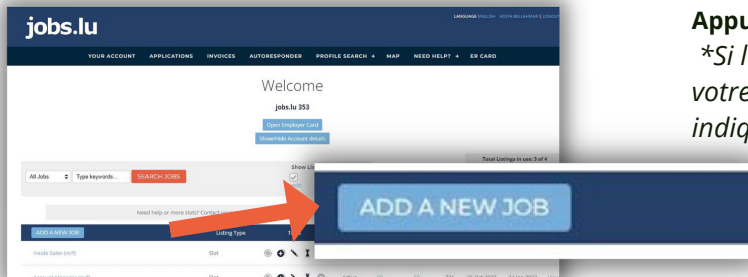 jobs.lu
LANGUAGE ENGLISH ASSYA BELLAHMAR | LOGOUT
YOUR ACCOUNT APPLICATIONS INVOICES AUTORESPONDER PROFILE SEARCH + MAP NEED HELP? + ER CARD
Welcome
jobs.lu 353
Open Employer Card
Show/Hide Account details
Total Listings in use: 3 of 4
All Jobs Type keywords... SEARCH JOBS
Need help or more slots? Contact
ADD A NEW JOB Listing Type
Inside Sales (m/f) Slot
Slot
ADD A NEW JOB
*Si l
votre
indiq